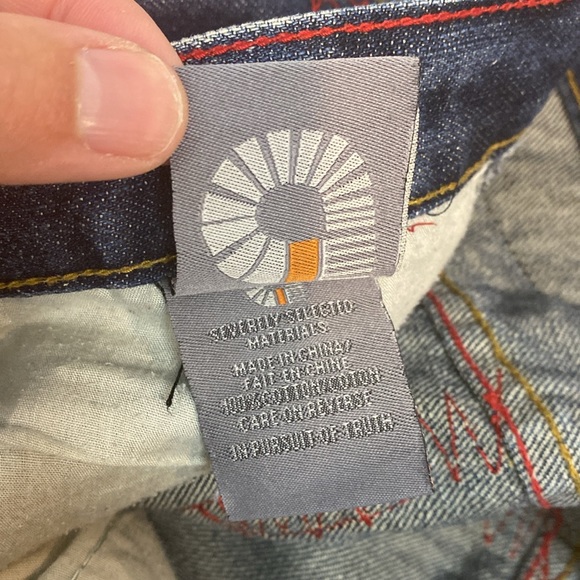 SEVERELY SELECTED
MATERIALS
MADE IN CHINA/
FAIT EN CHINE
100% COTTON/COTON
CARE ON REVERSE
IN PURSUIT OF TRUTH